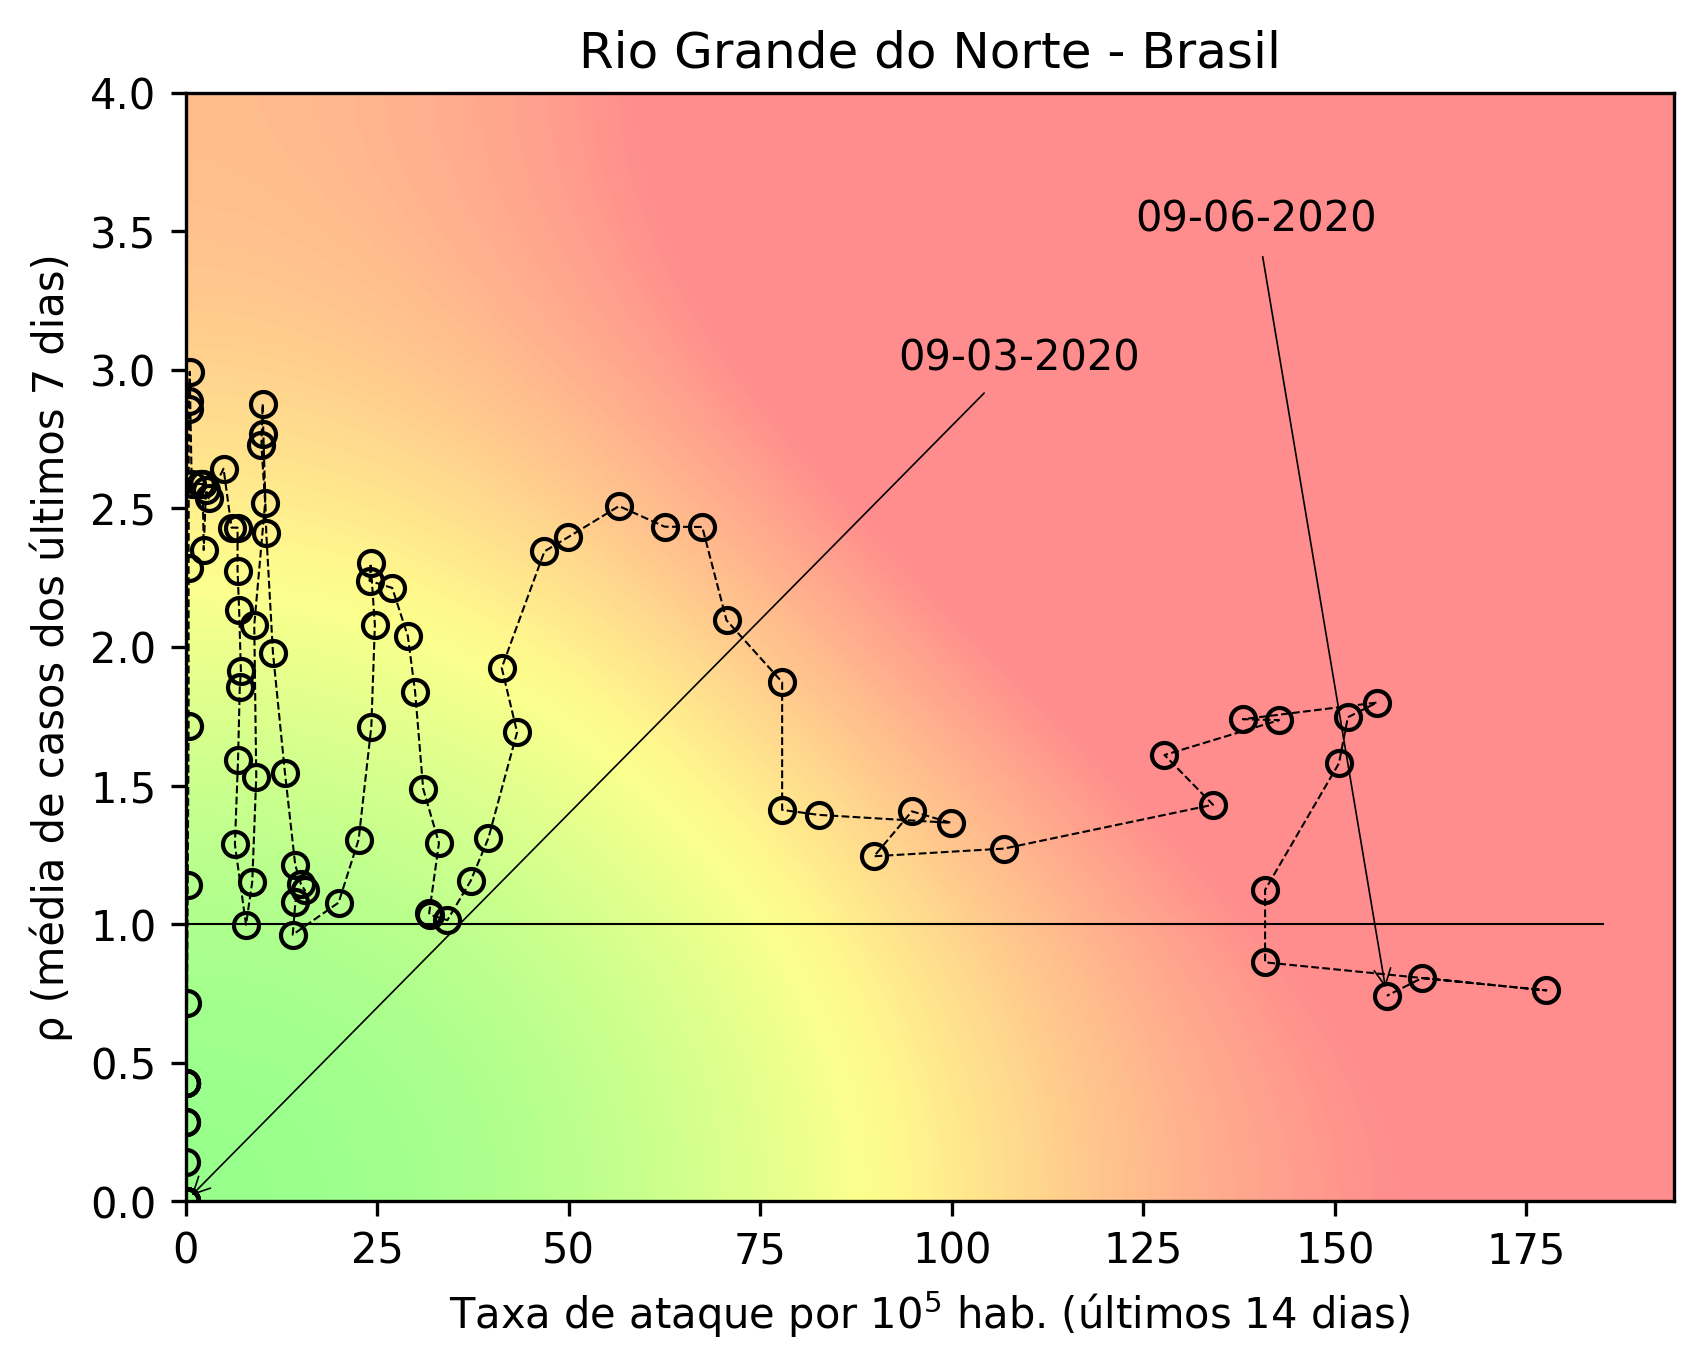 Rio Grande do Norte - Brasil
4.0
3.5
3.0
2.5
2.0
1.5
1.0
0.5
0.0
ρ (média de casos dos últimos 7 dias)
09-06-2020
09-03-2020
0 25 50 75 100 125 150 175
Taxa de ataque por 10⁵ hab. (últimos 14 dias)